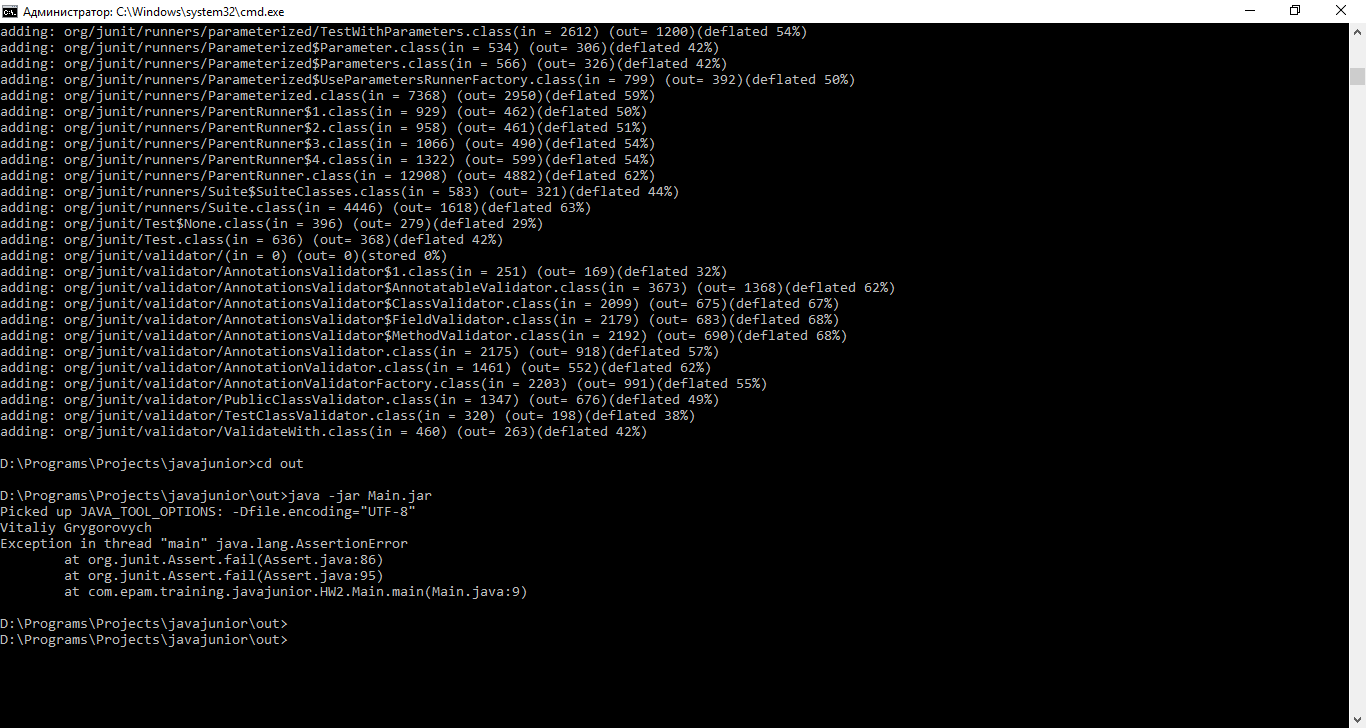 Администратор: C:\Windows\system32\cmd.exe
adding: org/junit/runners/parameterized/TestWithParameters.class(in = 2612) (out= 1200)(deflated 54%)
adding: org/junit/runners/Parameterized$Parameter.class(in = 534) (out= 306)(deflated 42%)
adding: org/junit/runners/Parameterized$Parameters.class(in = 566) (out= 326)(deflated 42%)
adding: org/junit/runners/Parameterized$UseParametersRunnerFactory.class(in = 799) (out= 392)(deflated 50%)
adding: org/junit/runners/Parameterized.class(in = 7368) (out= 2950)(deflated 59%)
adding: org/junit/runners/ParentRunner$1.class(in = 929) (out= 462)(deflated 50%)
adding: org/junit/runners/ParentRunner$2.class(in = 958) (out= 461)(deflated 51%)
adding: org/junit/runners/ParentRunner$3.class(in = 1066) (out= 490)(deflated 54%)
adding: org/junit/runners/ParentRunner$4.class(in = 1322) (out= 599)(deflated 54%)
adding: org/junit/runners/ParentRunner.class(in = 12908) (out= 4882)(deflated 62%)
adding: org/junit/runners/Suite$SuiteClasses.class(in = 583) (out= 321)(deflated 44%)
adding: org/junit/runners/Suite.class(in = 4446) (out= 1618)(deflated 63%)
adding: org/junit/Test$None.class(in = 396) (out= 279)(deflated 29%)
adding: org/junit/Test.class(in = 636) (out= 368)(deflated 42%)
adding: org/junit/validator/(in = 0) (out= 0)(stored 0%)
adding: org/junit/validator/AnnotationsValidator$1.class(in = 251) (out= 169)(deflated 32%)
adding: org/junit/validator/AnnotationsValidator$AnnotatableValidator.class(in = 3673) (out= 1368)(deflated 62%)
adding: org/junit/validator/AnnotationsValidator$ClassValidator.class(in = 2099) (out= 675)(deflated 67%)
adding: org/junit/validator/AnnotationsValidator$FieldValidator.class(in = 2179) (out= 683)(deflated 68%)
adding: org/junit/validator/AnnotationsValidator$MethodValidator.class(in = 2192) (out= 690)(deflated 68%)
adding: org/junit/validator/AnnotationsValidator.class(in = 2175) (out= 918)(deflated 57%)
adding: org/junit/validator/AnnotationValidator.class(in = 1461) (out= 552)(deflated 62%)
adding: org/junit/validator/AnnotationValidatorFactory.class(in = 2203) (out= 991)(deflated 55%)
adding: org/junit/validator/PublicClassValidator.class(in = 1347) (out= 676)(deflated 49%)
adding: org/junit/validator/TestClassValidator.class(in = 320) (out= 198)(deflated 38%)
adding: org/junit/validator/ValidateWith.class(in = 460) (out= 263)(deflated 42%)
D:\Programs\Projects\javajunior>cd out
D:\Programs\Projects\javajunior\out>java -jar Main.jar
Picked up JAVA_TOOL_OPTIONS: -Dfile.encoding="UTF-8"
Vitaliy Grygorovych
Exception in thread "main" java.lang.AssertionError
at org.junit.Assert.fail(Assert.java:86)
at org.junit.Assert.fail(Assert.java:95)
at com.epam.training.javajunior.HW2.Main.main(Main.java:9)
D:\Programs\Projects\javajunior\out>
D:\Programs\Projects\javajunior\out>